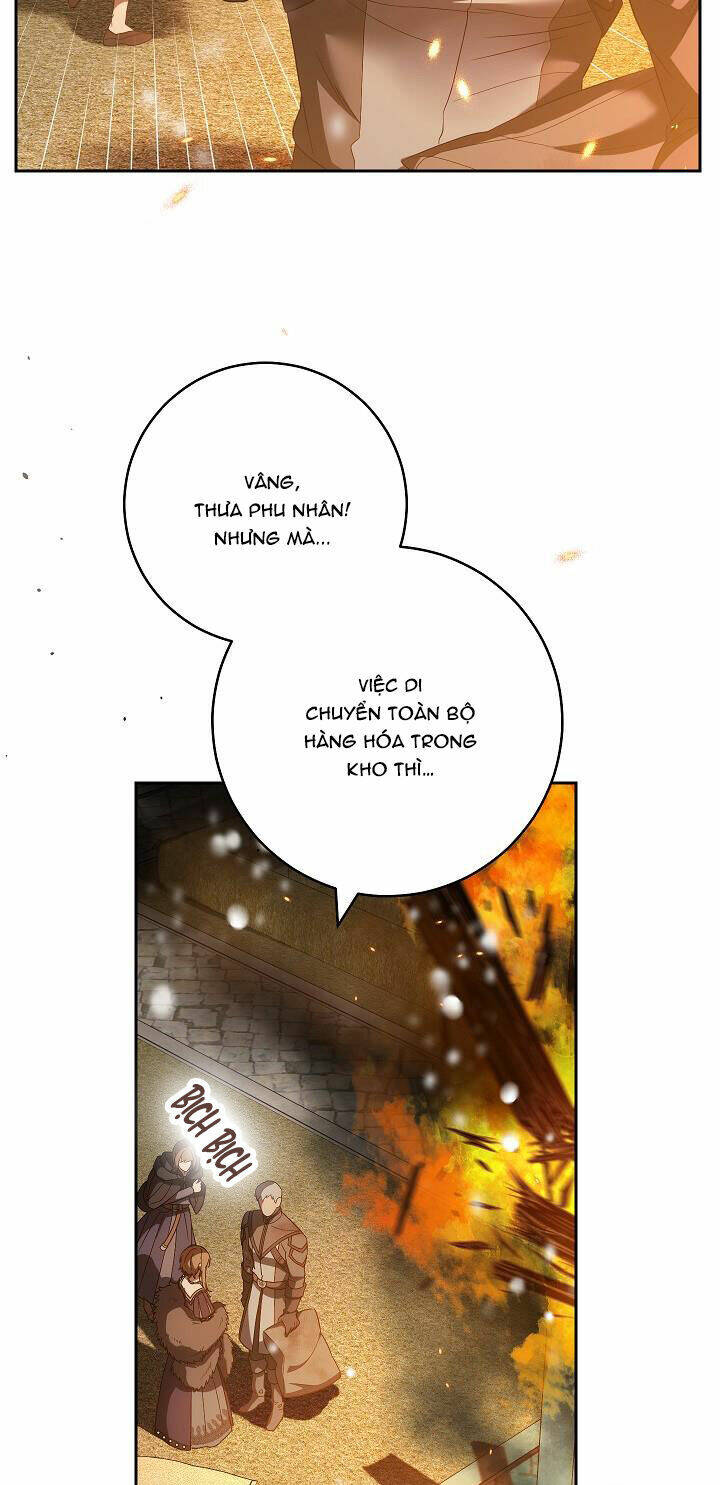 VÂNG,
THƯA PHU NHÂN!
NHƯNG MÀ...
VIỆC DI
CHUYỂN TOÀN BỘ
HÀNG HÓA TRONG
KHO THÌ...
BỊCH BỊCH